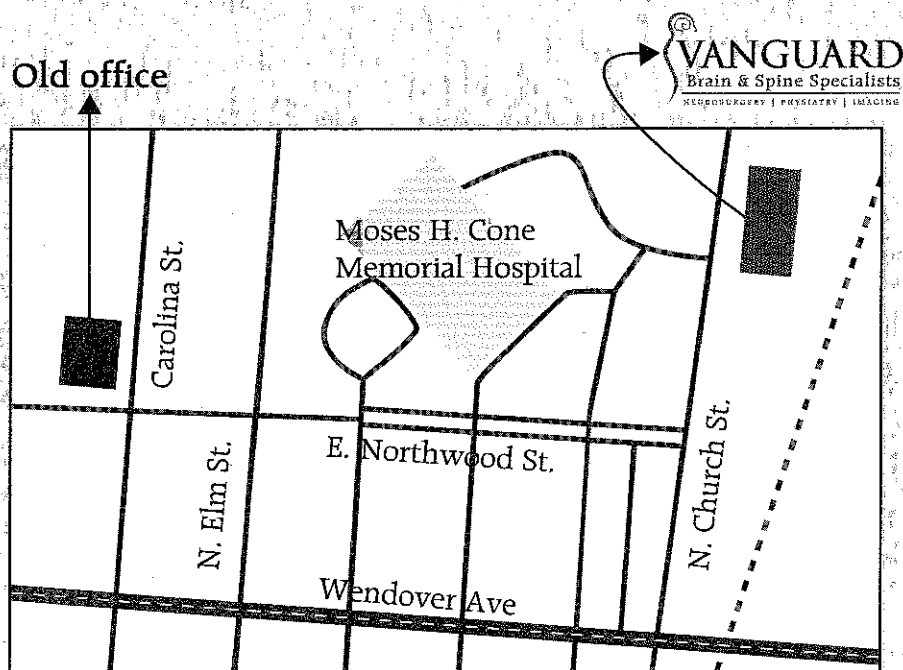 Old office
VANGUARD
Brain & Spine Specialists
NEUROSURGERY | PHYSIATRY | IMAGING
Moses H. Cone
Memorial Hospital
Carolina St.
E. Northwood St.
N. Elm St.
N. Church St.
Wendover Ave